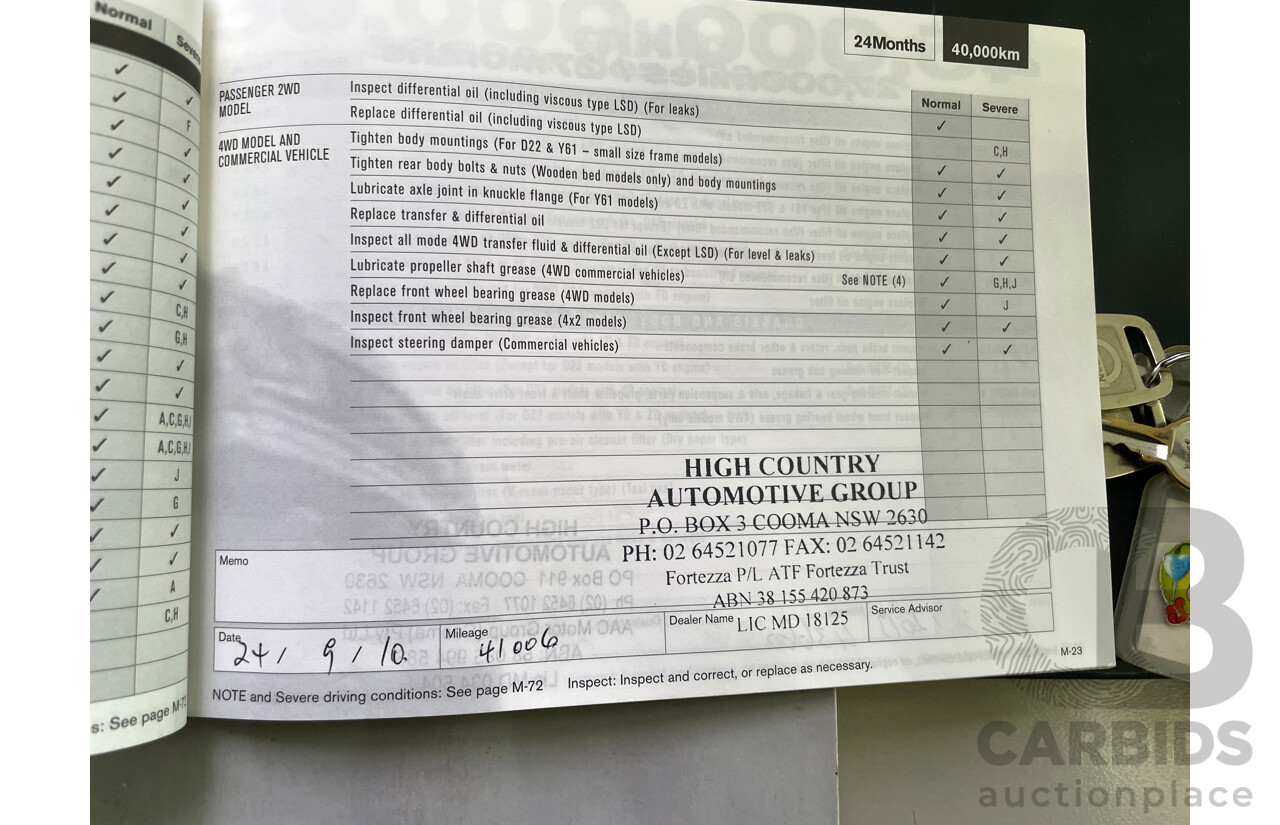 Normal
Severe
F
C,H
G,H
A,C,G,H,J
A,C,G,H,J
J
G
A
C,H
s: See page M-72
24Months
40,000km
Normal
Severe
PASSENGER 2WD
MODEL
Inspect differential oil (including viscous type LSD) (For leaks) ✓
Replace differential oil (including viscous type LSD) C,H
4WD MODEL AND
COMMERCIAL VEHICLE
Tighten body mountings (For D22 & Y61 – small size frame models) ✓ ✓
Tighten rear body bolts & nuts (Wooden bed models only) and body mountings ✓ ✓
Lubricate axle joint in knuckle flange (For Y61 models) ✓ ✓
Replace transfer & differential oil ✓ ✓
Inspect all mode 4WD transfer fluid & differential oil (Except LSD) (For level & leaks) ✓ ✓
Lubricate propeller shaft grease (4WD commercial vehicles) See NOTE (4) ✓ G,H,J
Replace front wheel bearing grease (4WD models) ✓ J
Inspect front wheel bearing grease (4x2 models) ✓ ✓
Inspect steering damper (Commercial vehicles) ✓ ✓
HIGH COUNTRY
AUTOMOTIVE GROUP
P.O. BOX 3 COOMA NSW 2630
PH: 02 64521077 FAX: 02 64521142
Fortezza P/L ATF Fortezza Trust
ABN 38 155 420 873
LIC MD 18125
Memo
Date 24 / 9 / 10
Mileage 41006
Dealer Name
Service Advisor
M-23
NOTE and Severe driving conditions: See page M-72 Inspect: Inspect and correct, or replace as necessary.
CARBIDS
auctionplace